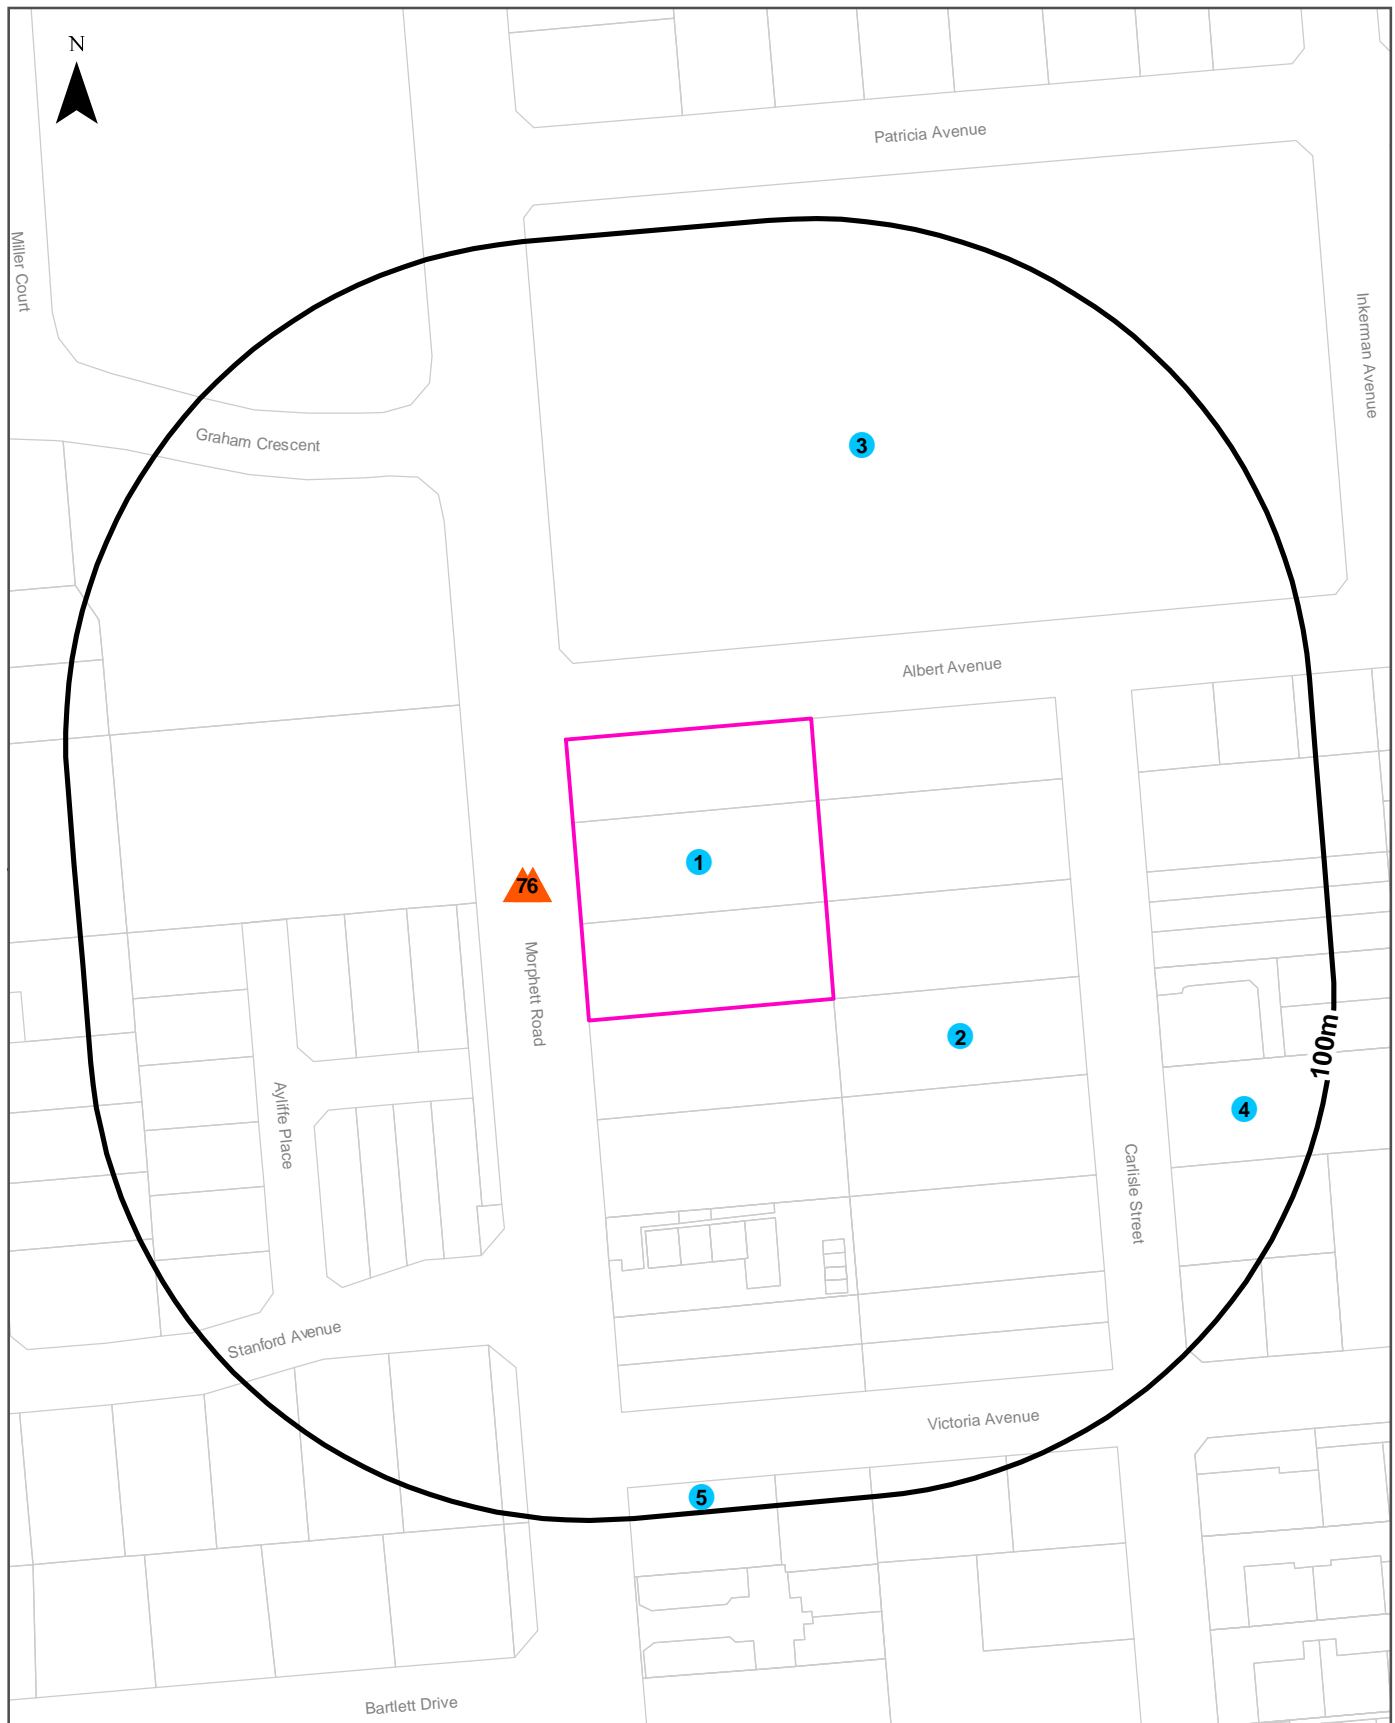 N
Patricia Avenue
Miller Court
Inkerman Avenue
Graham Crescent
3
Albert Avenue
1
76
Morphett Road
2
100m
Ayliffe Place
4
Carlisle Street
Stanford Avenue
Victoria Avenue
5
Bartlett Drive